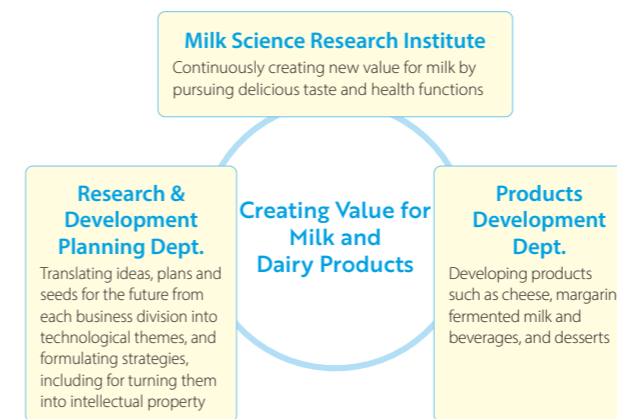 Milk Science Research Institute
Continuously creating new value for milk by
pursuing delicious taste and health functions
Creating Value for
Milk and
Dairy Products
Research &
Development
Planning Dept.
Translating ideas, plans and
seeds for the future from
each business division into
technological themes, and
formulating strategies,
including for turning them
into intellectual property
Products
Development
Dept.
Developing products
such as cheese, margarin
fermented milk and
beverages, and desserts